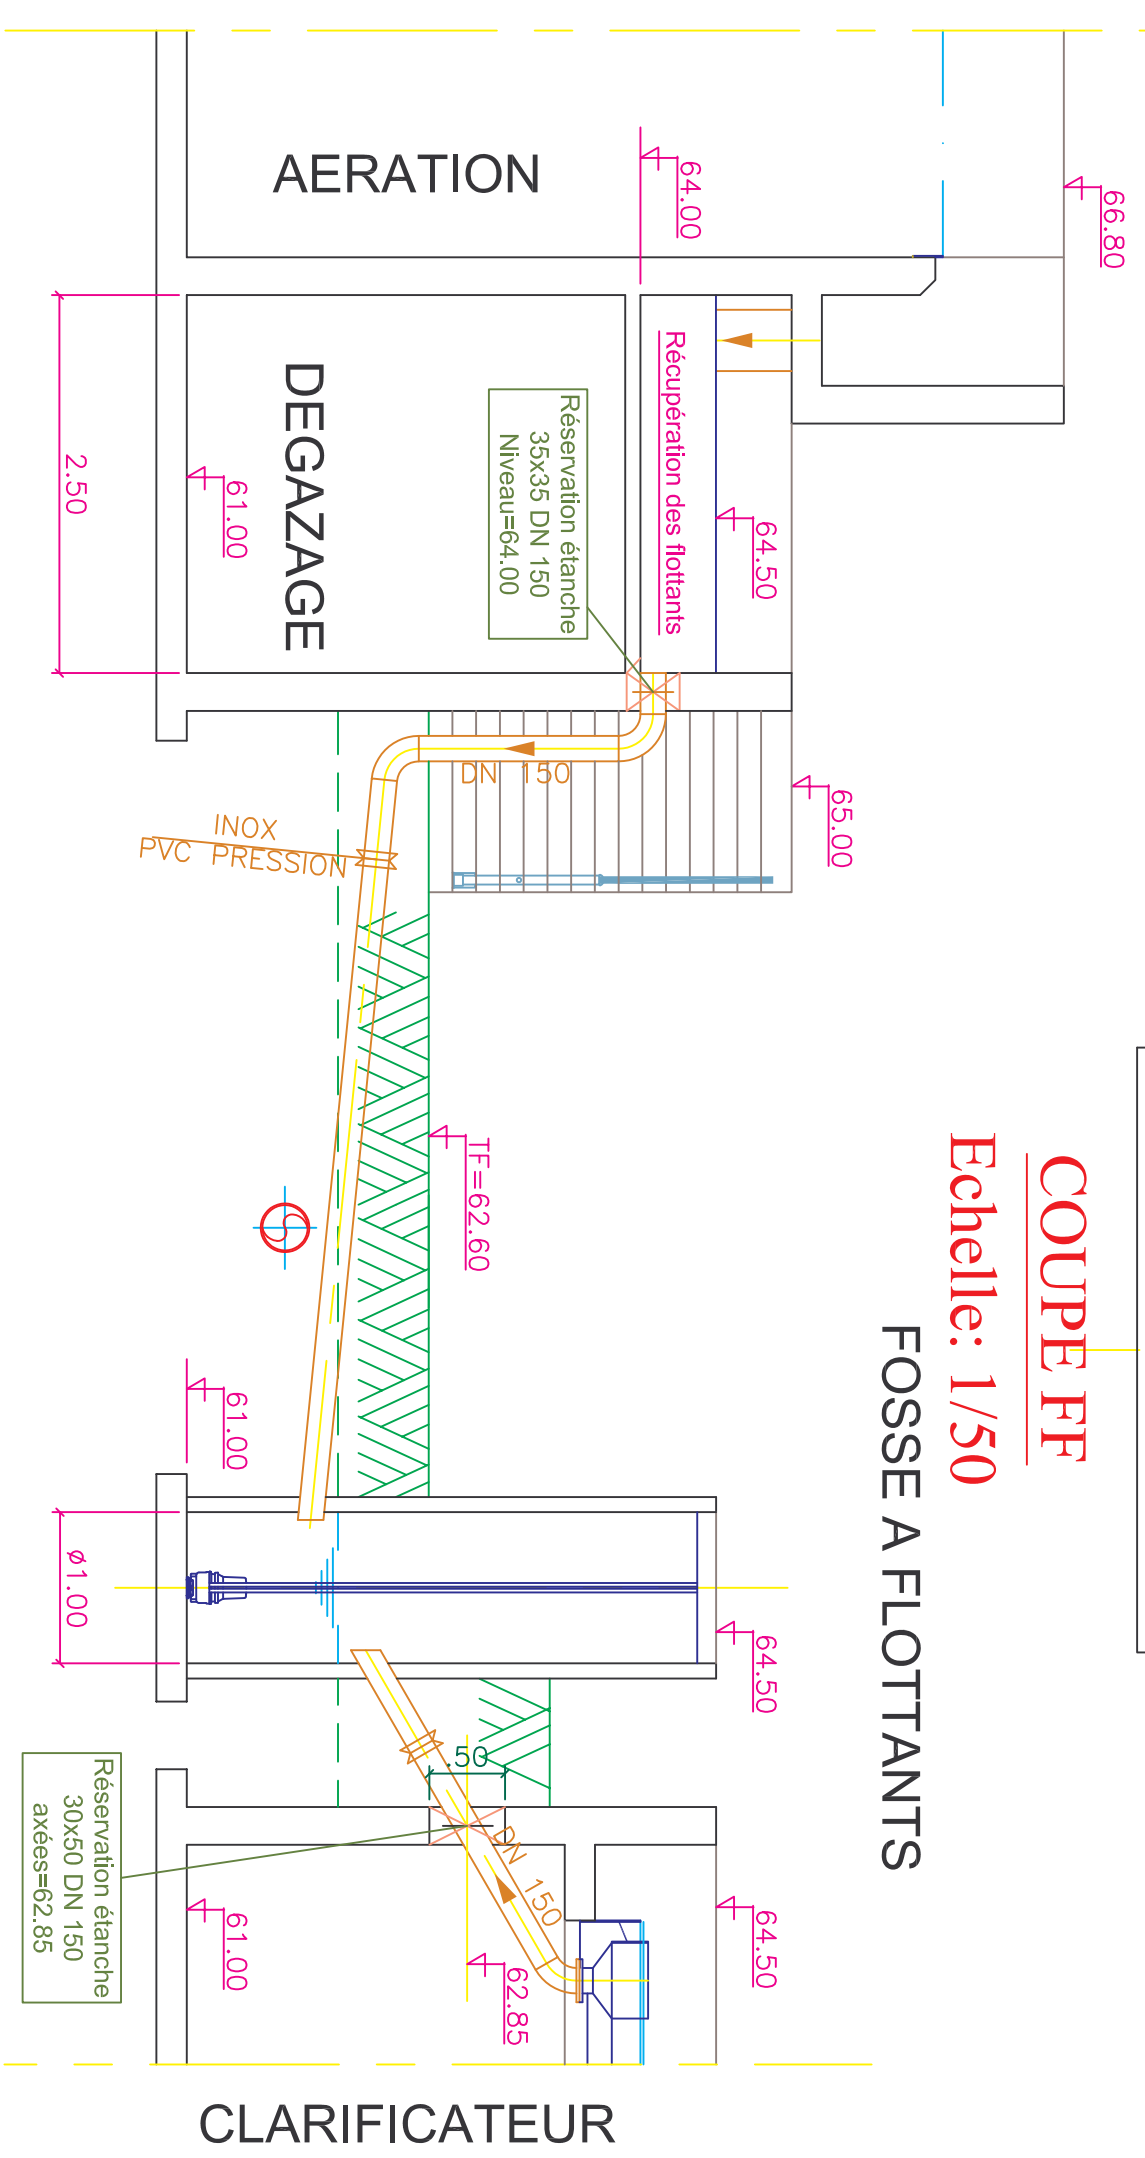 COUPE FF
Echelle: 1/50
FOSSE A FLOTTANTS
AERATION
66.80
64.00
Récupération des flottants
64.50
DEGAZAGE
61.00
2.50
Réservation étanche
35x35 DN 150
Niveau=64.00
65.00
DN 150
INOX
PVC PRESSION
TF=62.60
61.00
ø1.00
64.50
.50
DN 150
64.50
62.85
61.00
Réservation étanche
30x50 DN 150
axées=62.85
CLARIFICATEUR